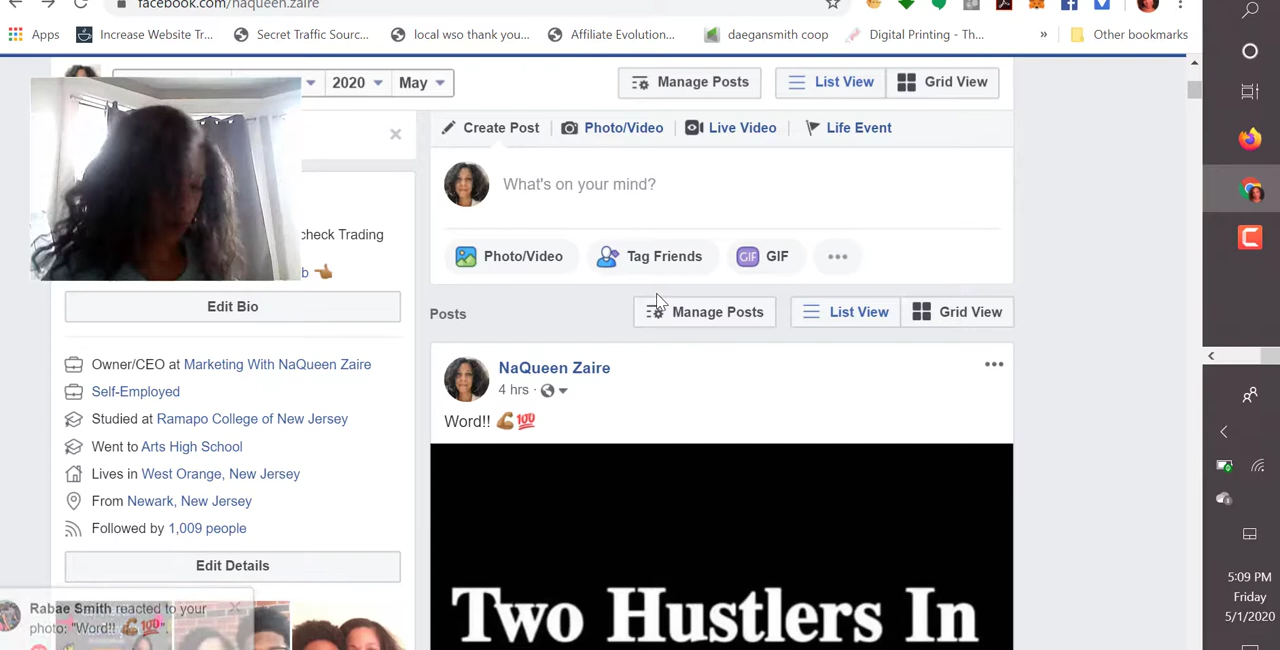 facebook.com/naqueen.zaire
Apps Increase Website Tr... Secret Traffic Sourc... local wso thank you... Affiliate Evolution... daegansmith coop Digital Printing - Th... » Other bookmarks
2020 May Manage Posts List View Grid View
Create Post Photo/Video Live Video Life Event
What's on your mind?
check Trading
b 👈🏾
Photo/Video Tag Friends GIF GIF
Edit Bio
Posts Manage Posts List View Grid View
Owner/CEO at Marketing With NaQueen Zaire
Self-Employed
Studied at Ramapo College of New Jersey
Went to Arts High School
Lives in West Orange, New Jersey
From Newark, New Jersey
Followed by 1,009 people
Edit Details
NaQueen Zaire
4 hrs ·
Word!! 💪🏾💯
Two Hustlers In
Rabae Smith reacted to your
photo: "Word!! 💪🏾💯".
5:09 PM
Friday
5/1/2020